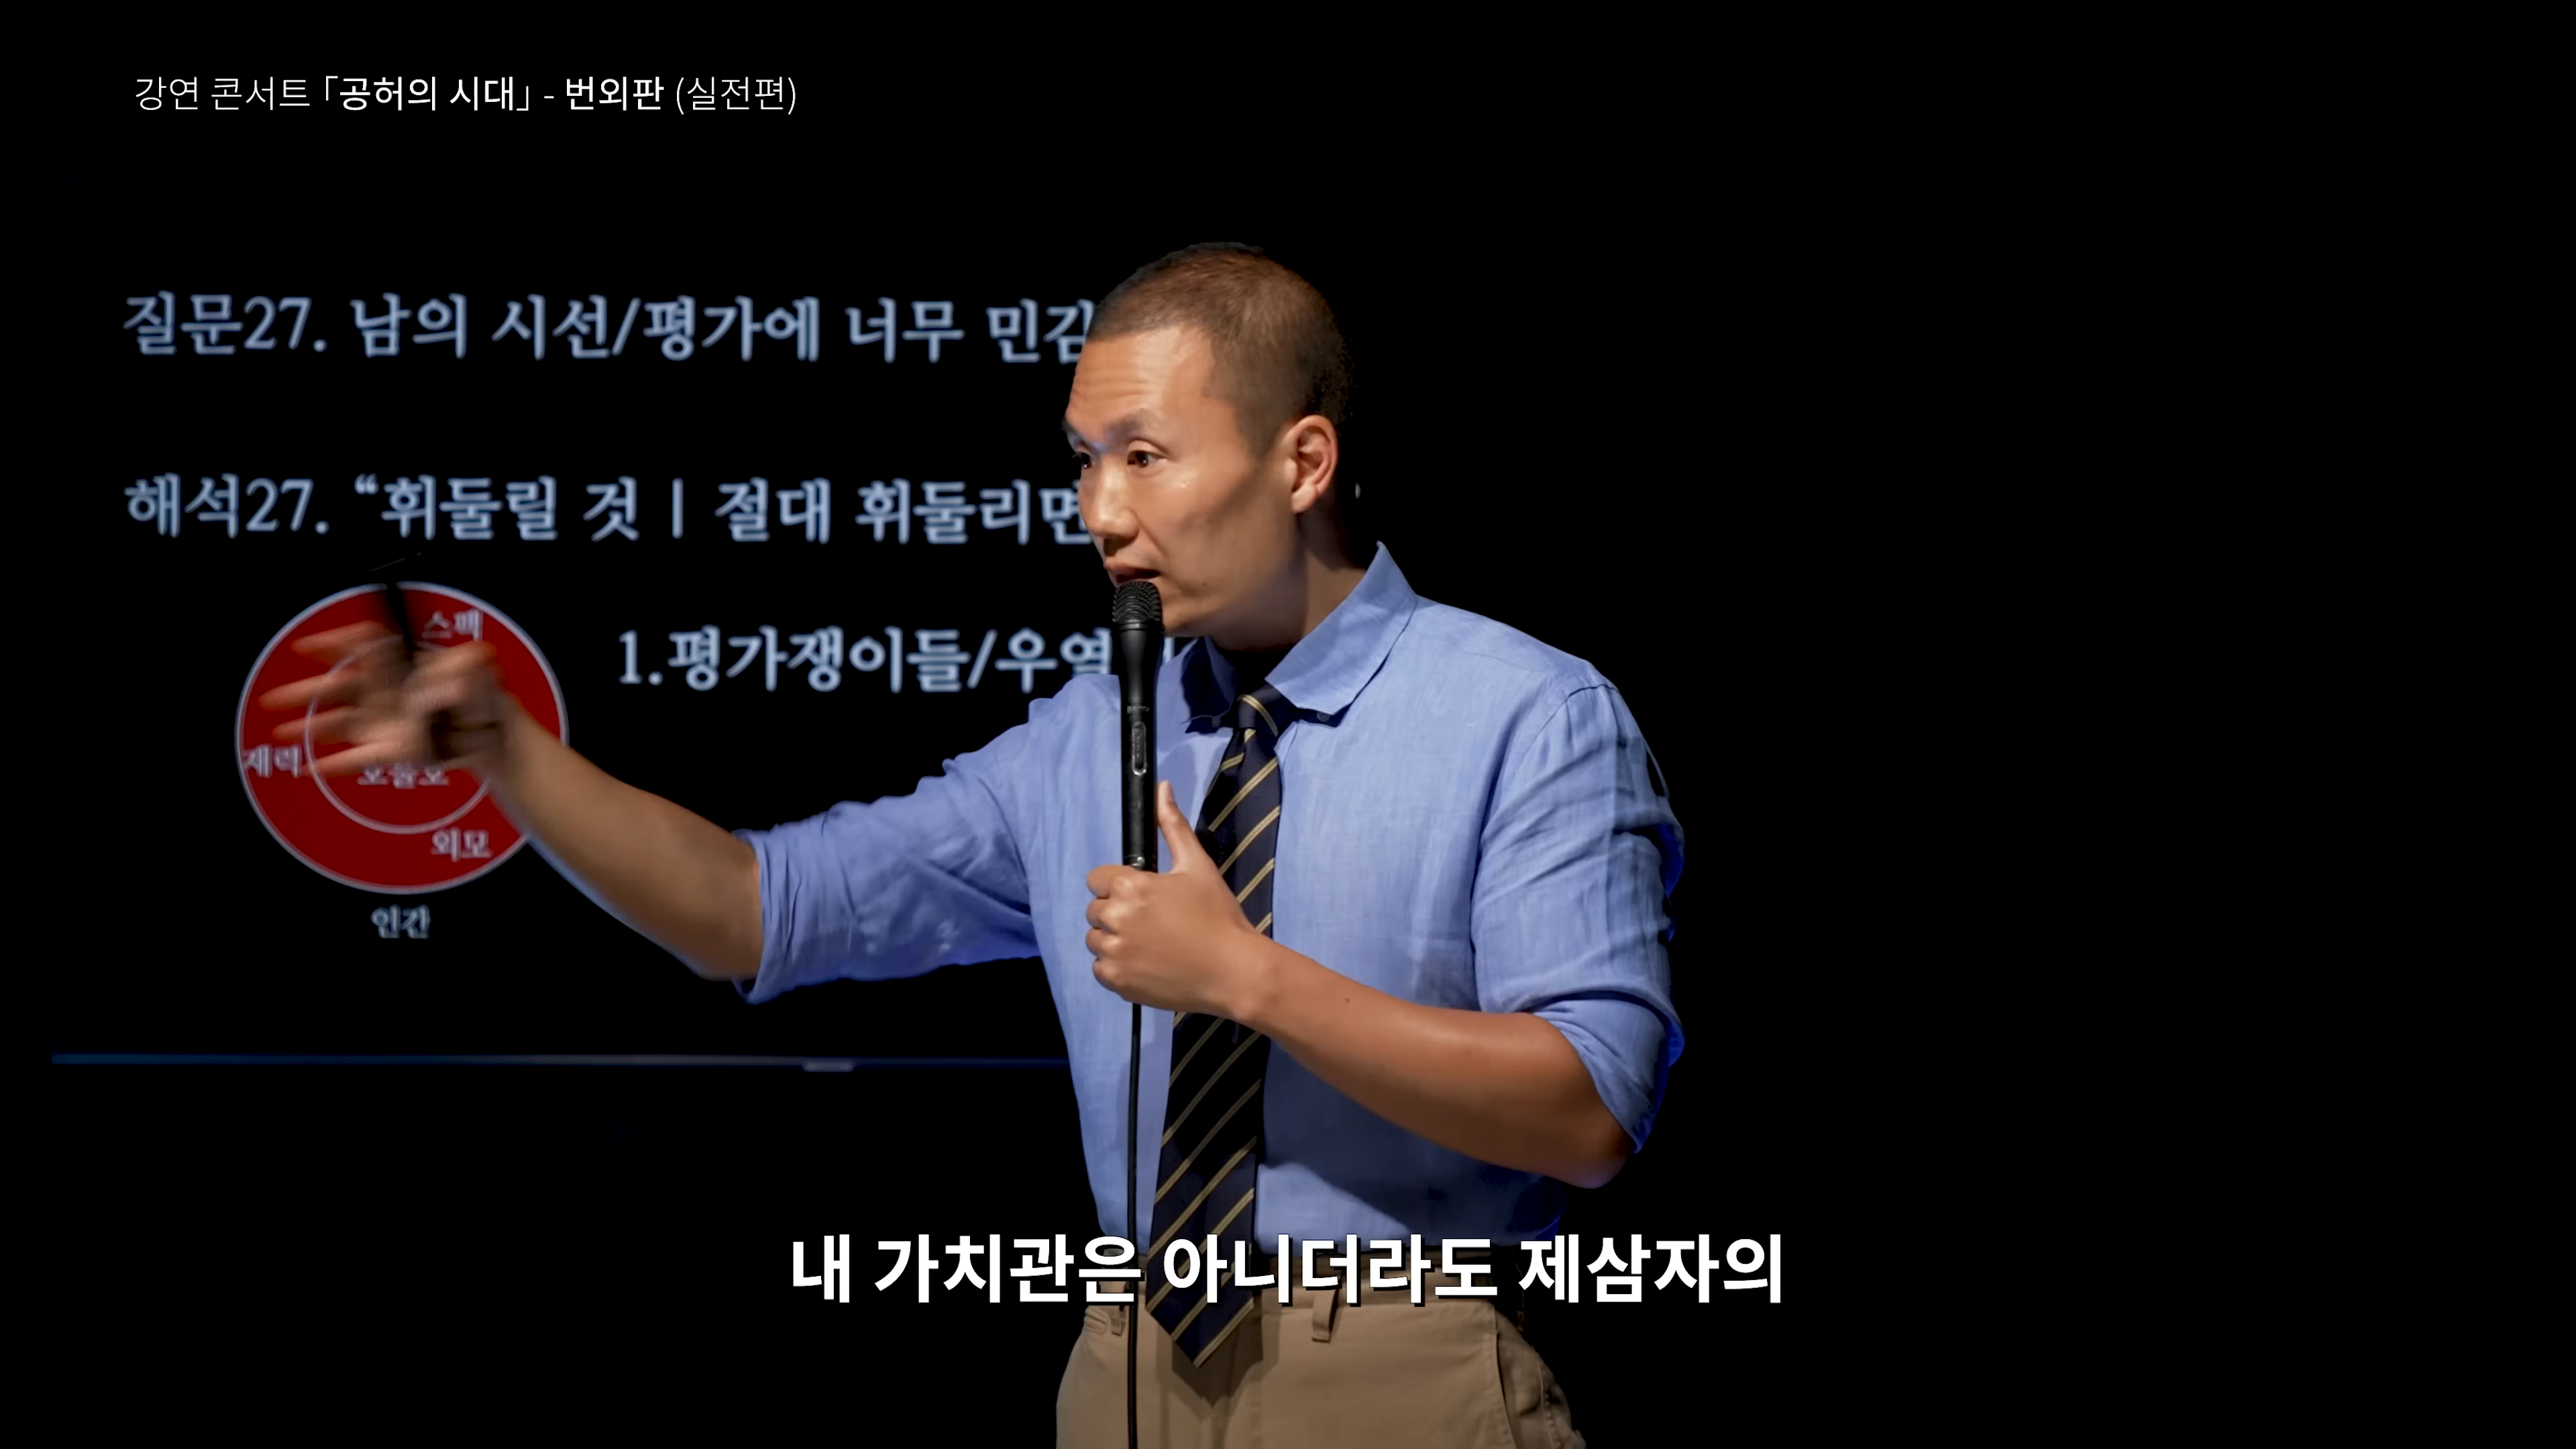 강연 콘서트 「공허의 시대」 - 번외판 (실전편)
질문27. 남의 시선/평가에 너무 민감
해석27. “휘둘릴 것 | 절대 휘둘리면
스펙
1.평가쟁이들/우열
재력
외모
인간
내 가치관은 아니더라도 제삼자의